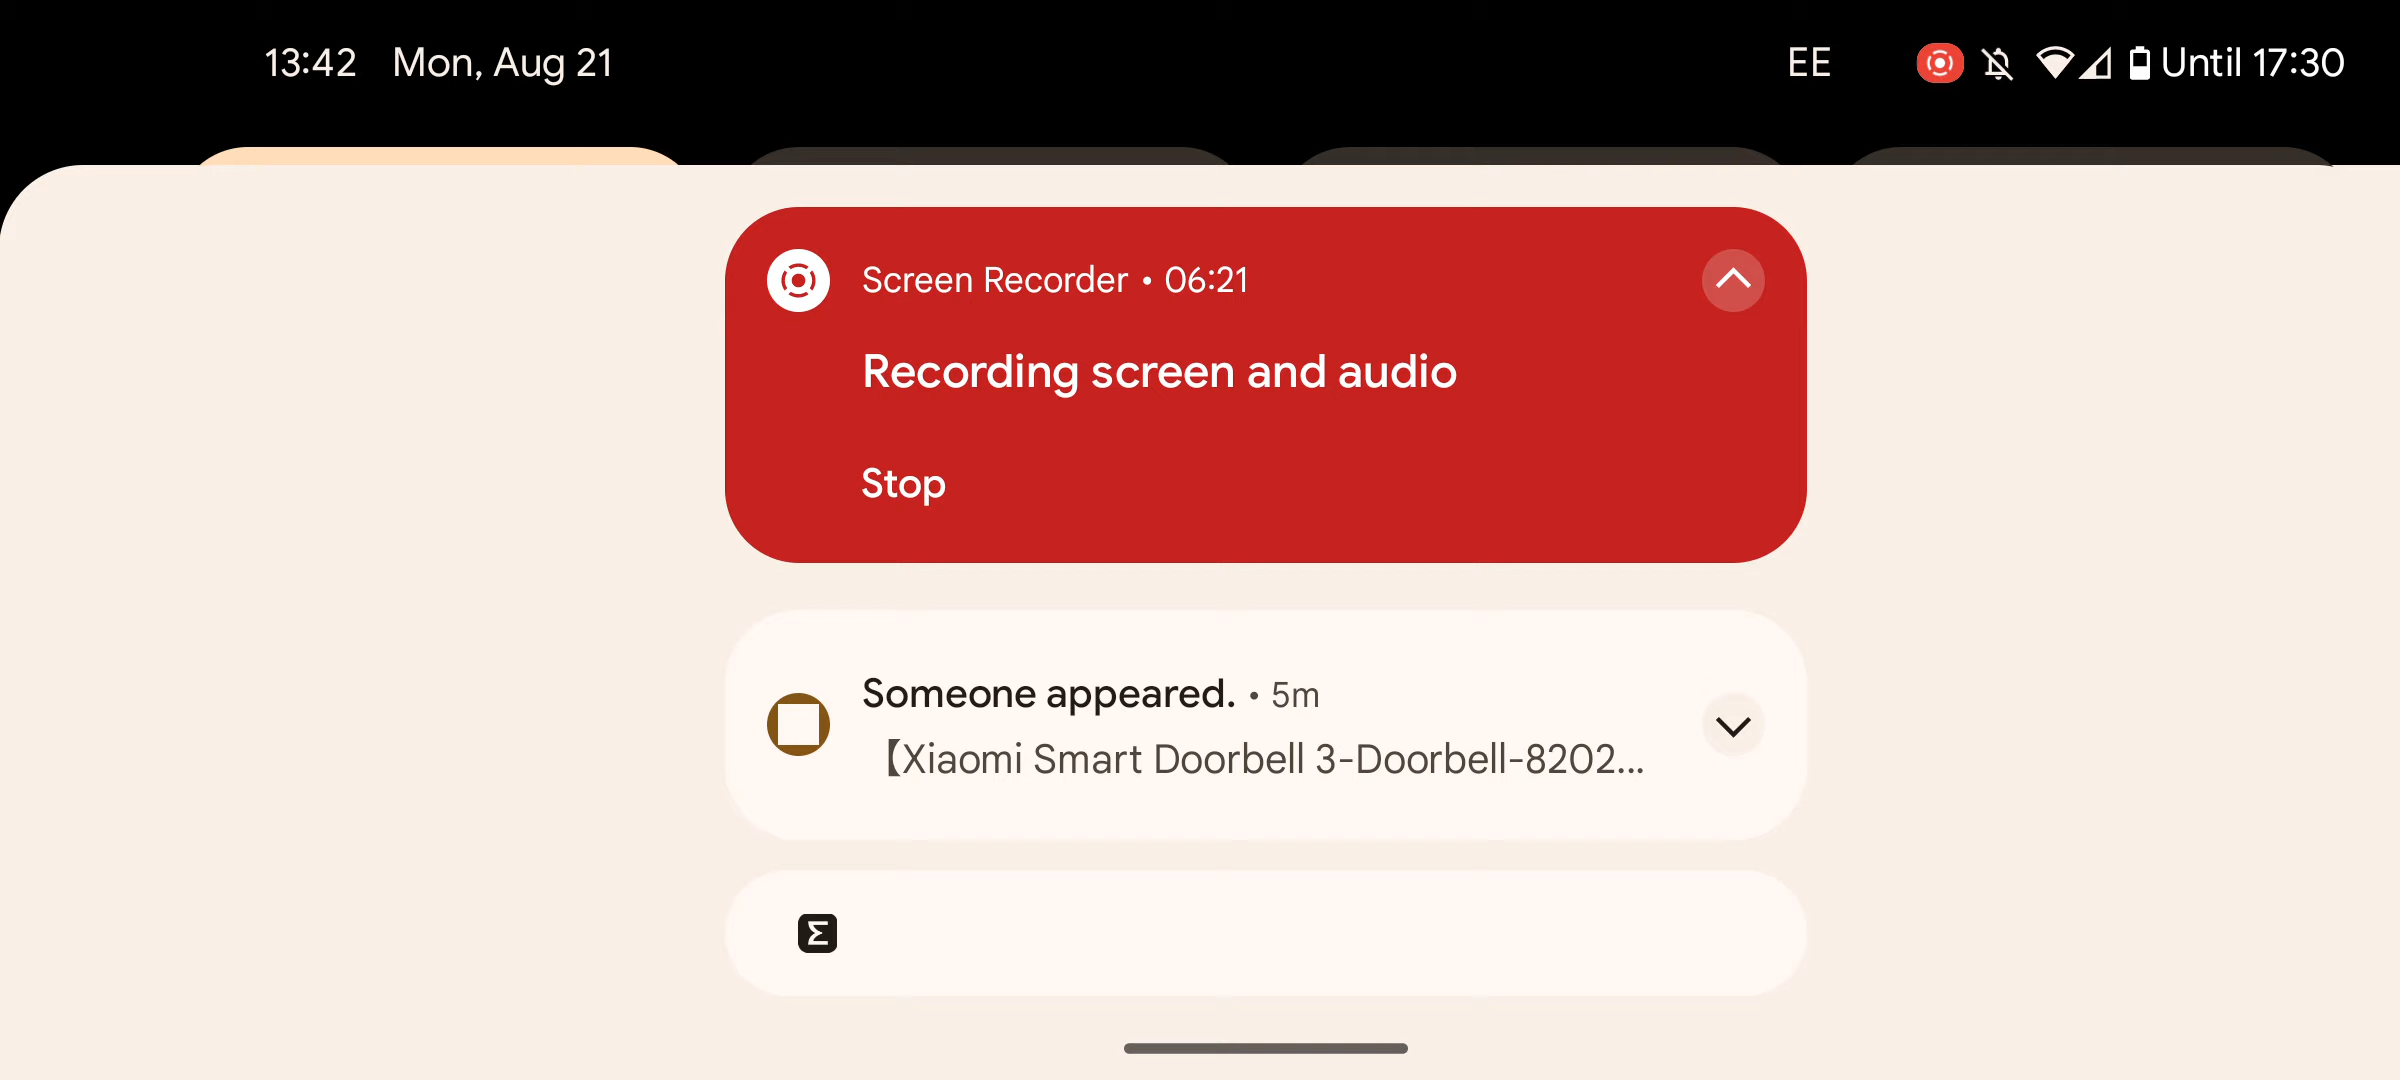 13:42 Mon, Aug 21 EE Until 17:30
Screen Recorder • 06:21
Recording screen and audio
Stop
Someone appeared. • 5m
【Xiaomi Smart Doorbell 3-Doorbell-8202...